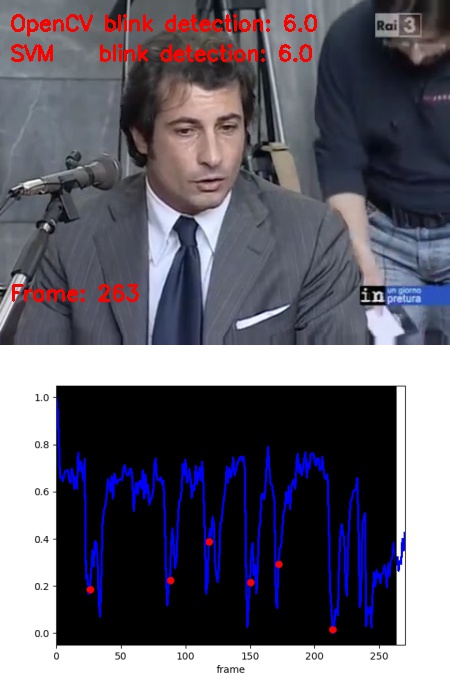 OpenCV blink detection: 6.0
Rai 3
SVM blink detection: 6.0
Frame: 263
in un giorno
pretura
1.0
0.8
0.6
0.4
0.2
0.0
0 50 100 150 200 250
frame